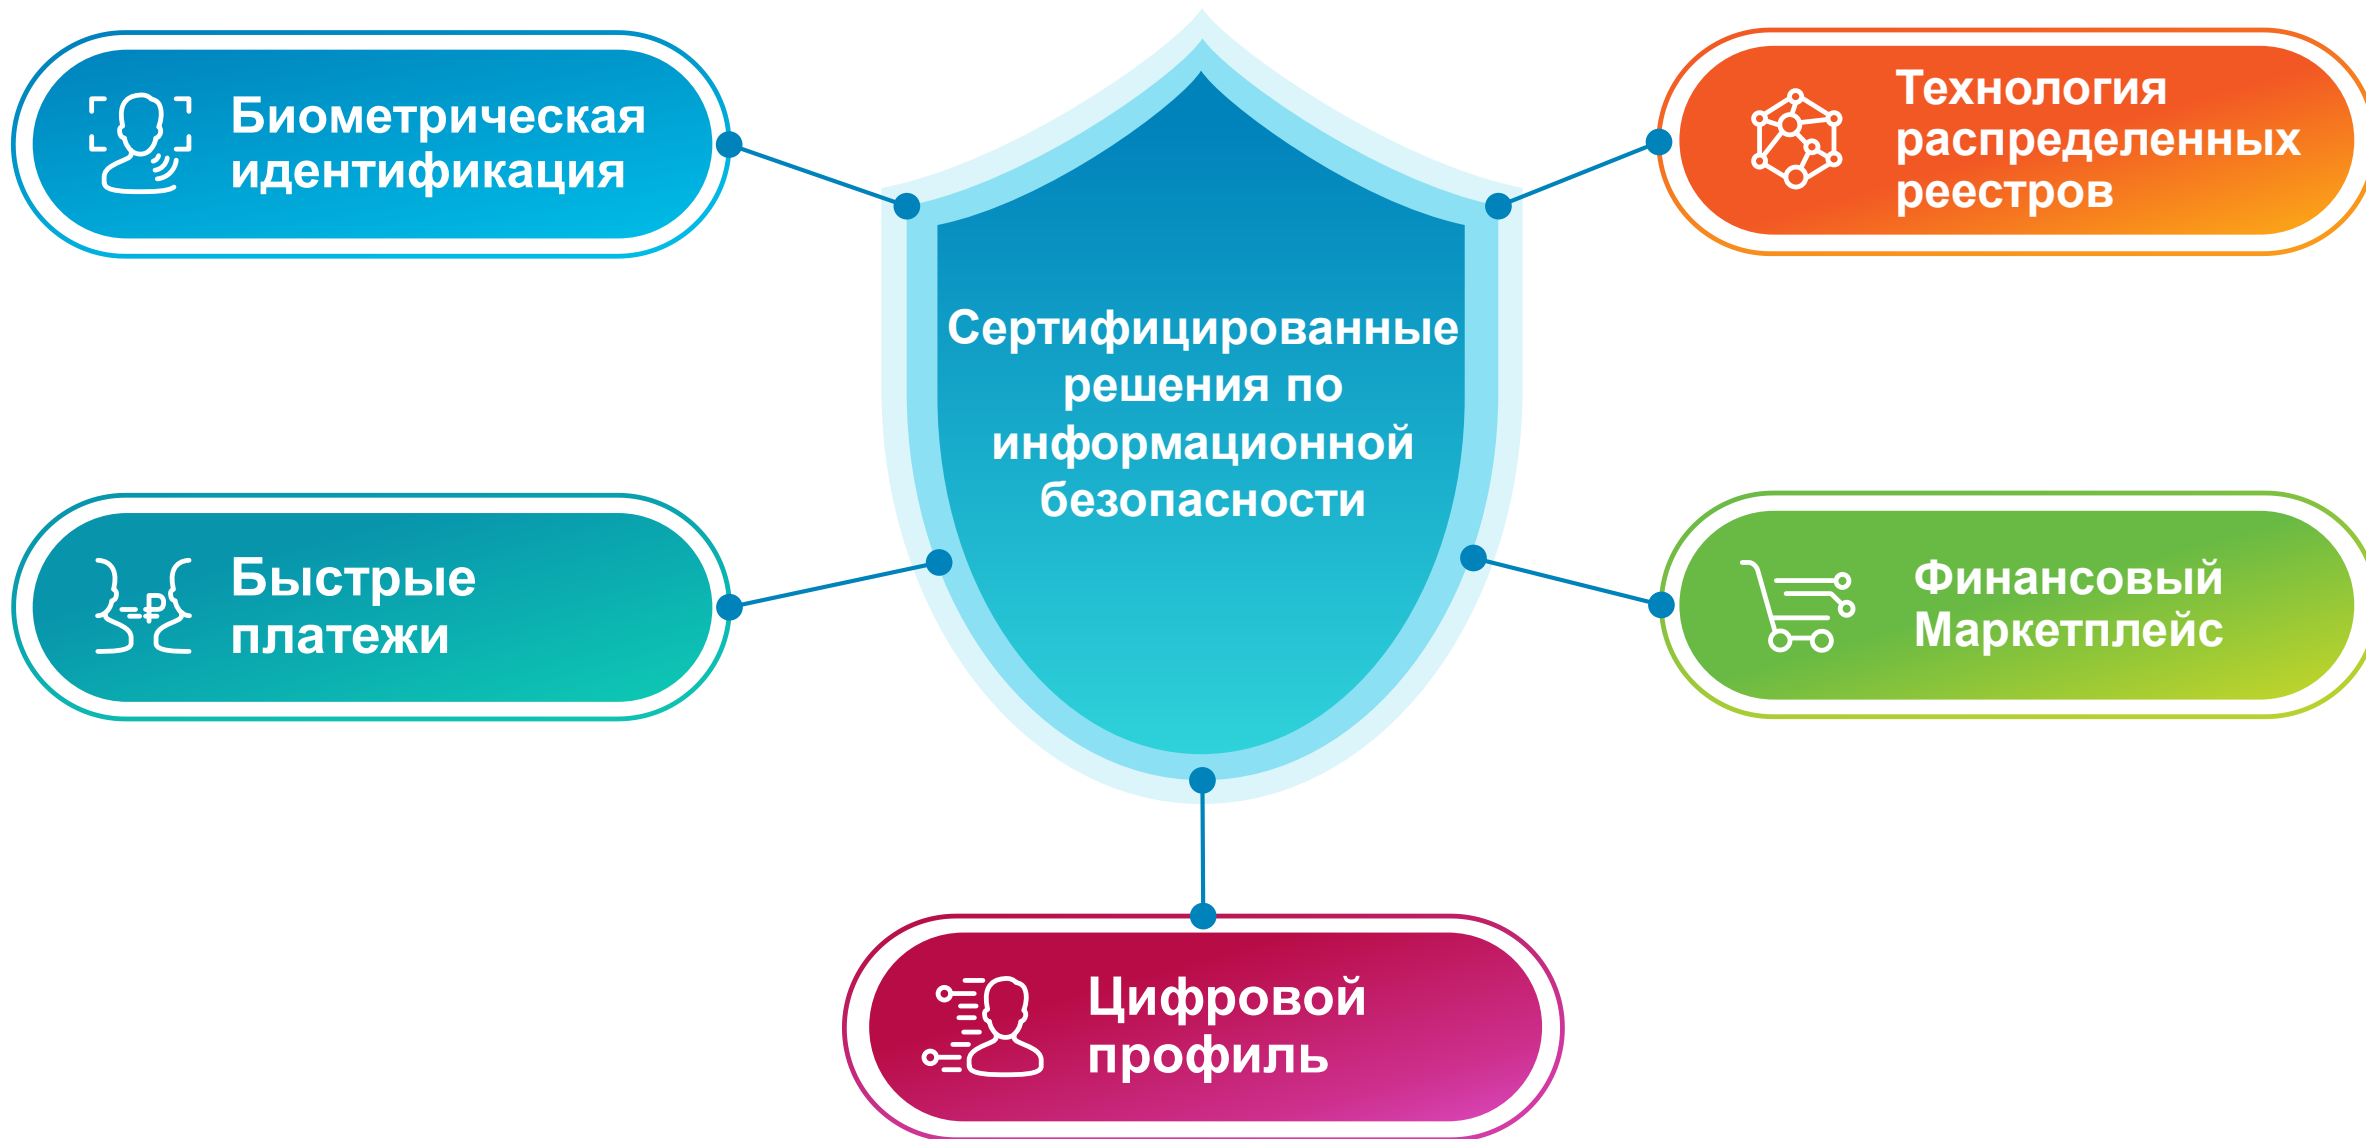 Биометрическая
идентификация
Технология
распределенных
реестров
Сертифицированные
решения по
информационной
безопасности
Быстрые
платежи
Финансовый
Маркетплейс
Цифровой
профиль